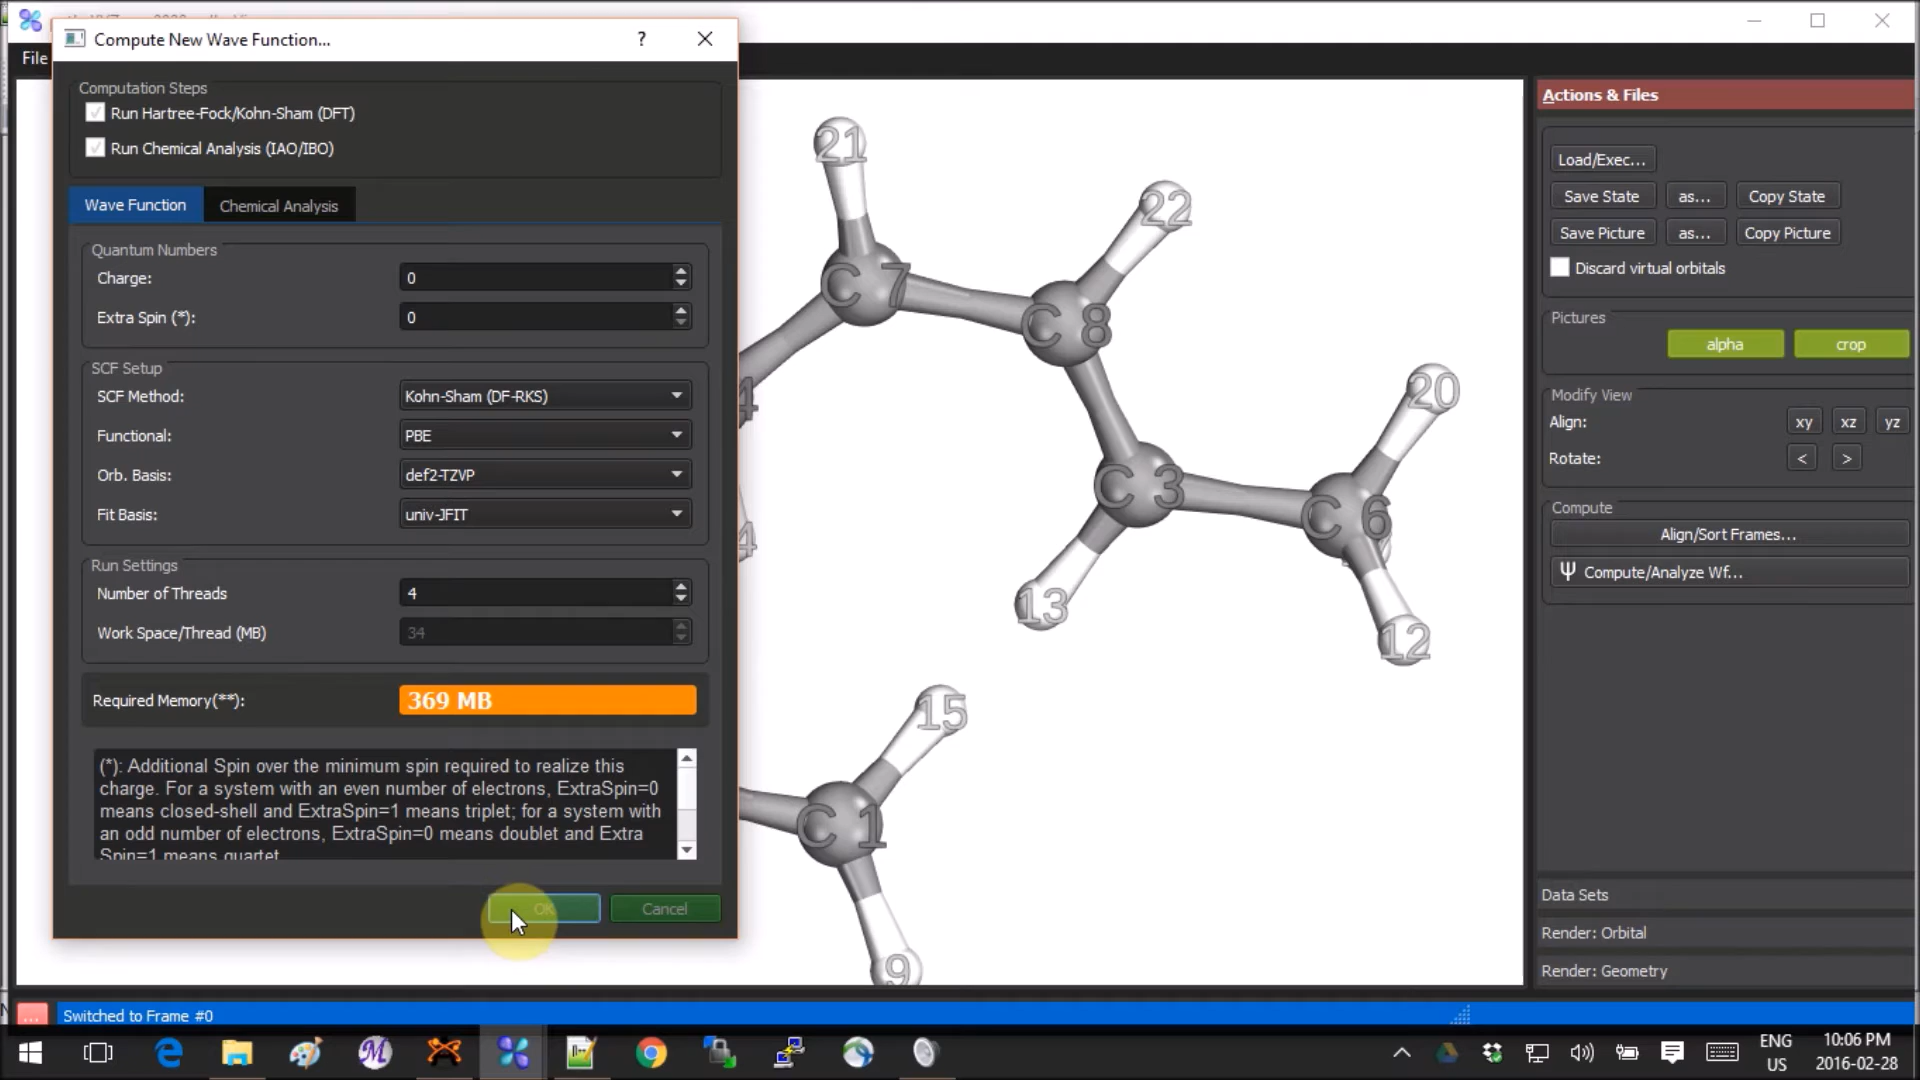 Compute New Wave Function...
?
File
Computation Steps
Run Hartree-Fock/Kohn-Sham (DFT)
Run Chemical Analysis (IAO/IBO)
Wave Function
Chemical Analysis
Quantum Numbers
Charge:
0
Extra Spin (*):
0
SCF Setup
SCF Method:
Kohn-Sham (DF-RKS)
Functional:
PBE
Orb. Basis:
def2-TZVP
Fit Basis:
univ-JFIT
Run Settings
Number of Threads
4
Work Space/Thread (MB)
34
Required Memory(**):
369 MB
(*): Additional Spin over the minimum spin required to realize this
charge. For a system with an even number of electrons, ExtraSpin=0
means closed-shell and ExtraSpin=1 means triplet; for a system with
an odd number of electrons, ExtraSpin=0 means doublet and Extra
Spin=1 means quartet
OK
Cancel
21
22
C 7
C 8
20
4
C 3
C 6
4
13
12
15
C 1
9
Actions & Files
Load/Exec...
Save State
as...
Copy State
Save Picture
as...
Copy Picture
Discard virtual orbitals
Pictures
alpha
crop
Modify View
Align:
xy
xz
yz
Rotate:
<
>
Compute
Align/Sort Frames...
Ψ Compute/Analyze Wf...
Data Sets
Render: Orbital
Render: Geometry
...
Switched to Frame #0
ENG
US
10:06 PM
2016-02-28